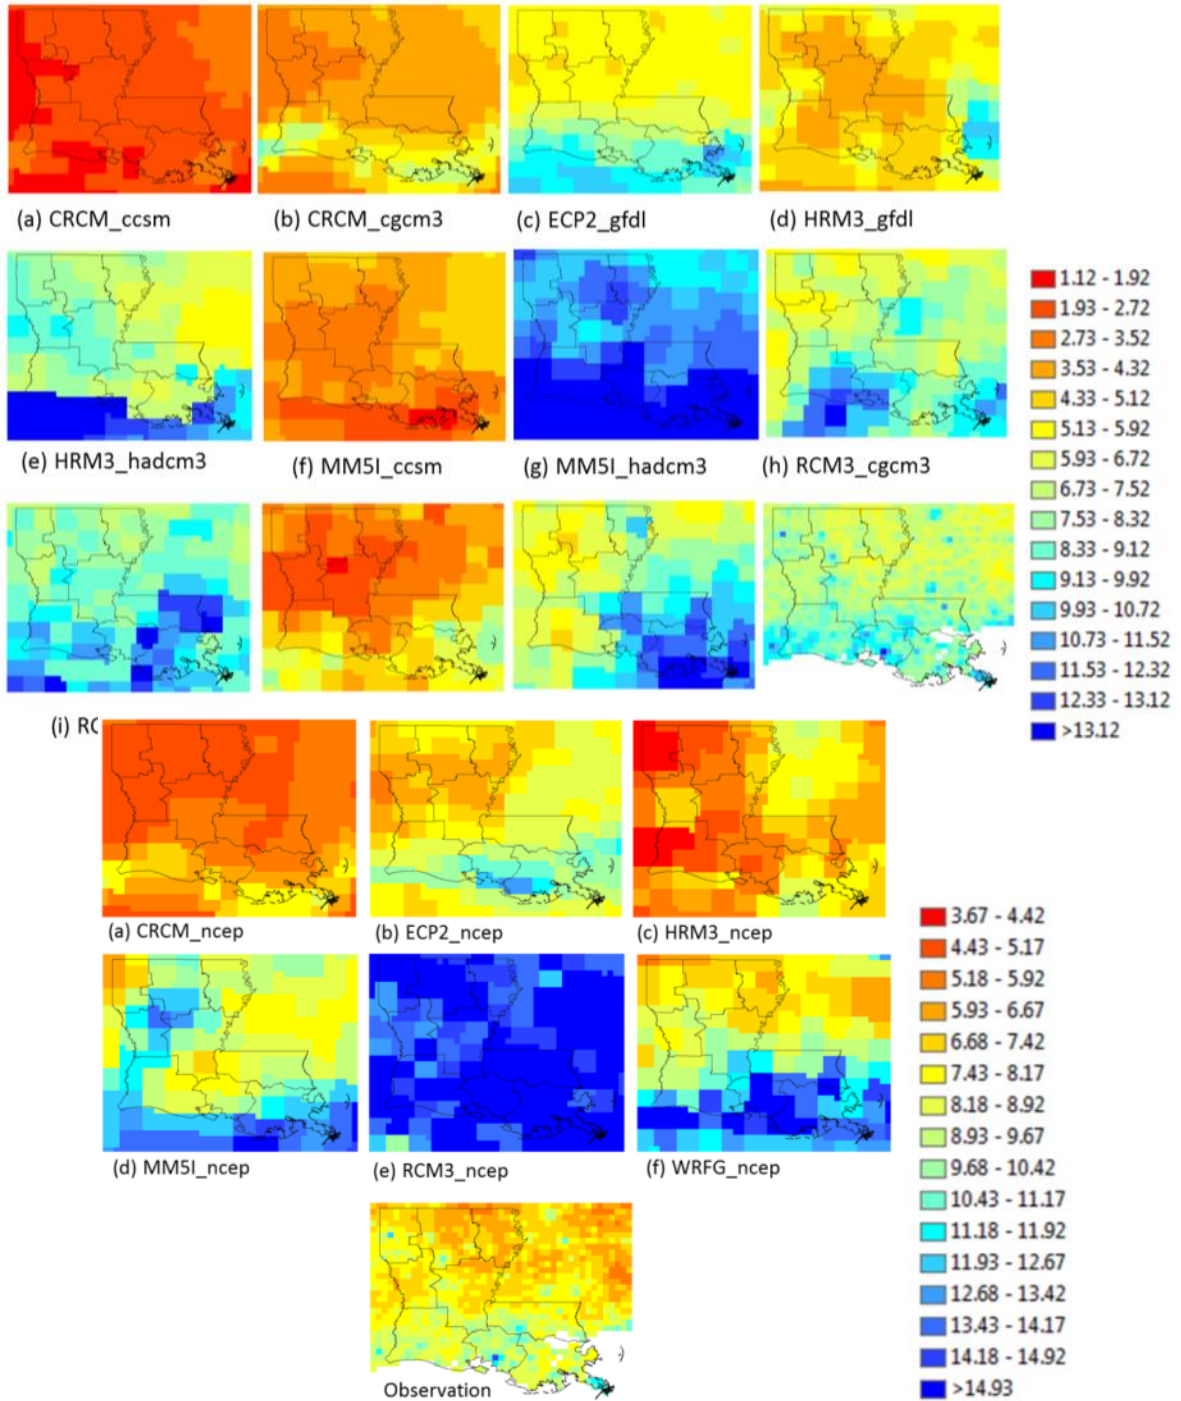 (a) CRCM_ccsm
(b) CRCM_cgcm3
(c) ECP2_gfdl
(d) HRM3_gfdl
(e) HRM3_hadcm3
(f) MM5I_ccsm
(g) MM5I_hadcm3
(h) RCM3_cgcm3
1.12 - 1.92
1.93 - 2.72
2.73 - 3.52
3.53 - 4.32
4.33 - 5.12
5.13 - 5.92
5.93 - 6.72
6.73 - 7.52
7.53 - 8.32
8.33 - 9.12
9.13 - 9.92
9.93 - 10.72
10.73 - 11.52
11.53 - 12.32
12.33 - 13.12
>13.12
(i)
(a) CRCM_ncep
(b) ECP2_ncep
(c) HRM3_ncep
(d) MM5I_ncep
(e) RCM3_ncep
(f) WRFG_ncep
3.67 - 4.42
4.43 - 5.17
5.18 - 5.92
5.93 - 6.67
6.68 - 7.42
7.43 - 8.17
8.18 - 8.92
8.93 - 9.67
9.68 - 10.42
10.43 - 11.17
11.18 - 11.92
11.93 - 12.67
12.68 - 13.42
13.43 - 14.17
14.18 - 14.92
>14.93
Observation